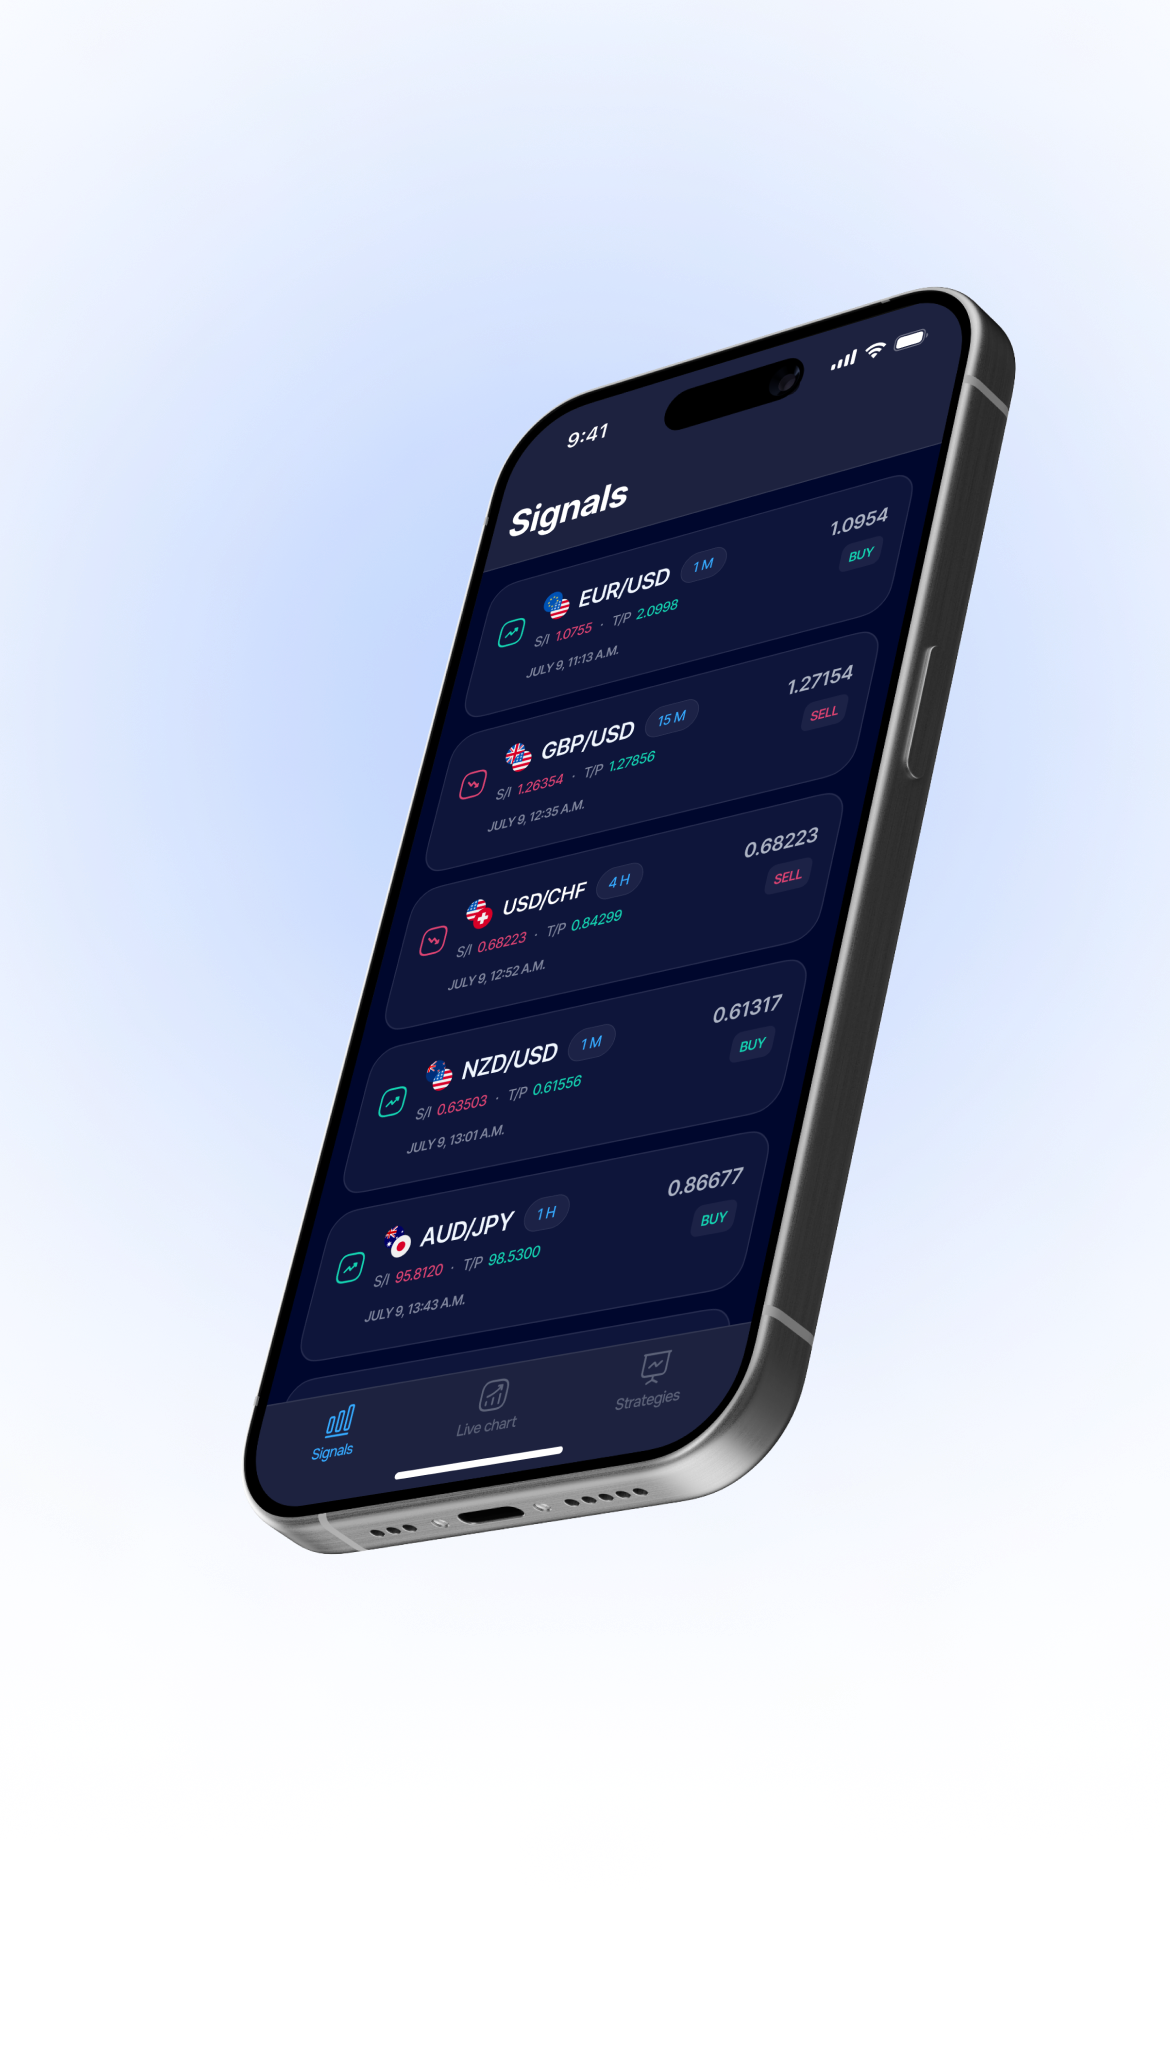 9:41
Signals
EUR/USD 1 M 1.0954
S/l 1.0755 · T/P 2.0998 BUY
JULY 9, 11:13 A.M.
GBP/USD 15 M 1.27154
S/l 1.26354 · T/P 1.27856 SELL
JULY 9, 12:35 A.M.
USD/CHF 4 H 0.68223
S/l 0.68223 · T/P 0.84299 SELL
JULY 9, 12:52 A.M.
NZD/USD 1 M 0.61317
S/l 0.63503 · T/P 0.61556 BUY
JULY 9, 13:01 A.M.
AUD/JPY 1 H 0.86677
S/l 95.8120 · T/P 98.5300 BUY
JULY 9, 13:43 A.M.
Signals Live chart Strategies